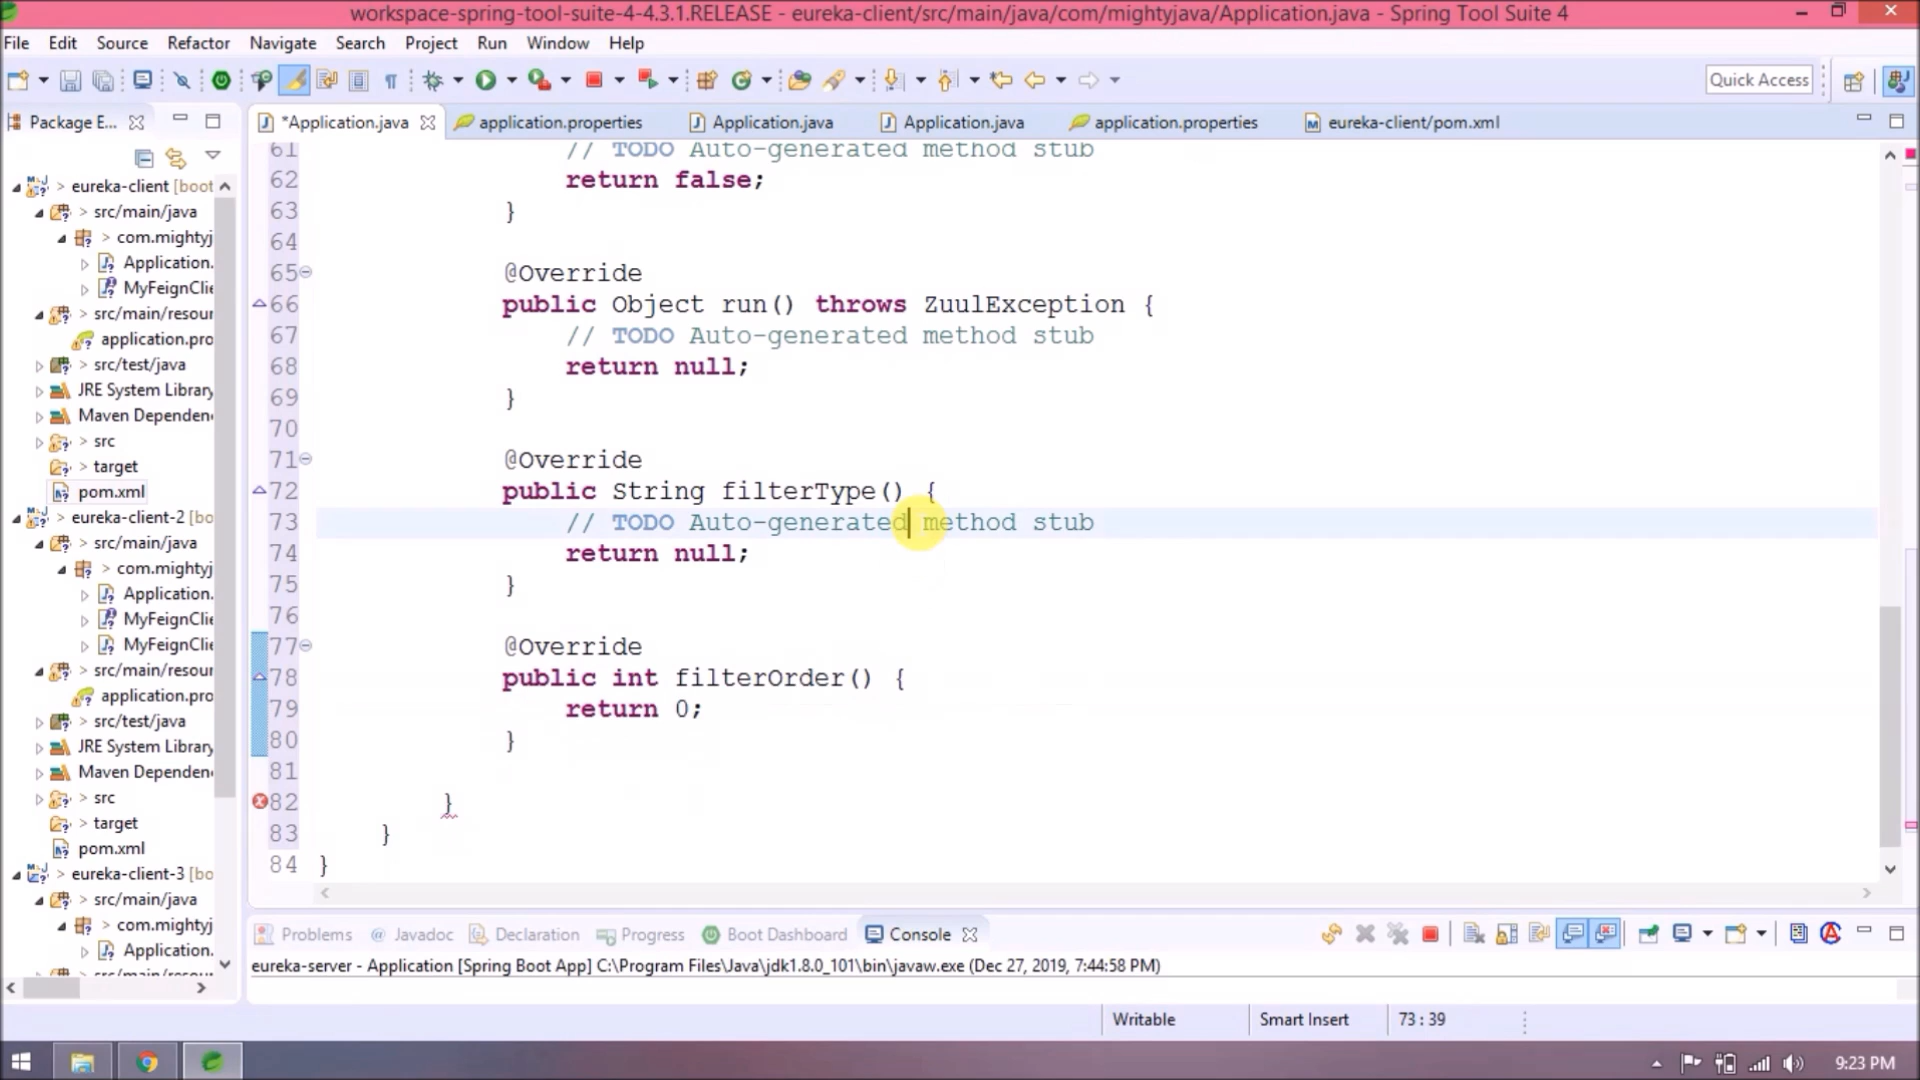 workspace-spring-tool-suite-4-4.3.1.RELEASE - eureka-client/src/main/java/com/mightyjava/Application.java - Spring Tool Suite 4
File Edit Source Refactor Navigate Search Project Run Window Help
Quick Access
Package E...
*Application.java application.properties Application.java Application.java application.properties eureka-client/pom.xml
> eureka-client [boot
> src/main/java
> com.mightyj
Application.
MyFeignClie
> src/main/resour
application.pro
> src/test/java
JRE System Library
Maven Dependen
> src
> target
pom.xml
> eureka-client-2 [bo
> src/main/java
> com.mightyj
Application.
MyFeignClie
MyFeignClie
> src/main/resour
application.pro
> src/test/java
JRE System Library
Maven Dependen
> src
> target
pom.xml
> eureka-client-3 [bo
> src/main/java
> com.mightyj
Application.
61 // TODO Auto-generated method stub
62 return false;
63 }
64
65 @Override
66 public Object run() throws ZuulException {
67 // TODO Auto-generated method stub
68 return null;
69 }
70
71 @Override
72 public String filterType() {
73 // TODO Auto-generated method stub
74 return null;
75 }
76
77 @Override
78 public int filterOrder() {
79 return 0;
80 }
81
82 }
83 }
84 }
Problems Javadoc Declaration Progress Boot Dashboard Console
eureka-server - Application [Spring Boot App] C:\Program Files\Java\jdk1.8.0_101\bin\javaw.exe (Dec 27, 2019, 7:44:58 PM)
Writable Smart Insert 73 : 39
9:23 PM